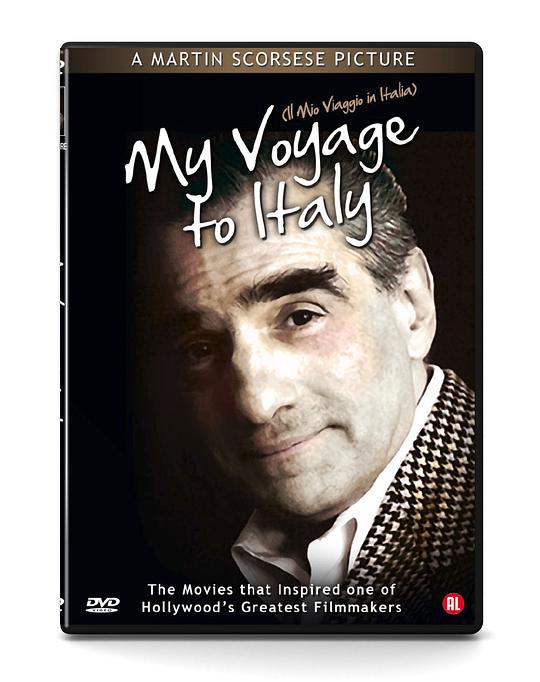 A MARTIN SCORSESE PICTURE
(Il Mio Viaggio in Italia)
My Voyage
to Italy
The Movies that Inspired one of
Hollywood's Greatest Filmmakers
DVD
VIDEO
AL